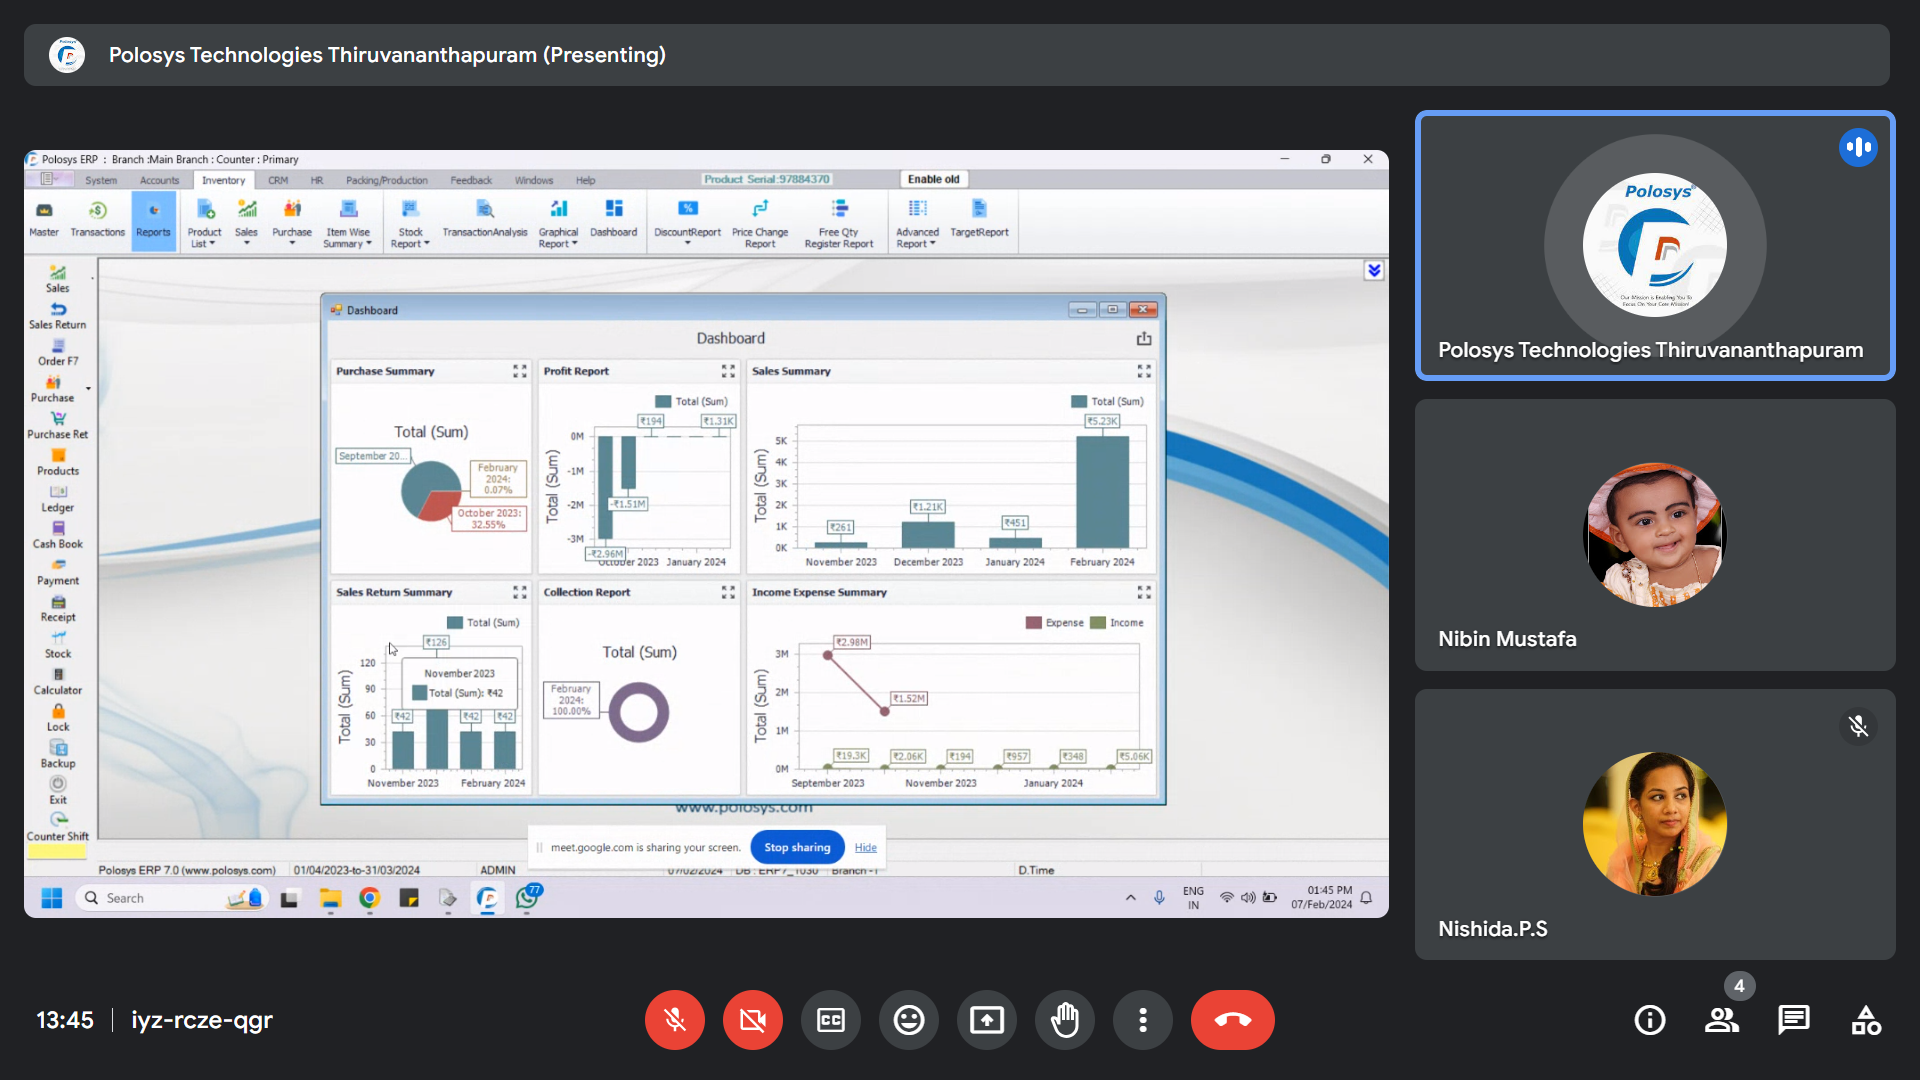 Polosys Technologies Thiruvananthapuram (Presenting)
Polosys ERP : Branch :Main Branch : Counter : Primary
System Accounts Inventory CRM HR Packing/Production Feedback Windows Help Product Serial:97884370 Enable old
Master Transactions Reports Product List Sales Purchase Item Wise Summary Stock Report TransactionAnalysis Graphical Report Dashboard DiscountReport Price Change Report Free Qty Register Report Advanced Report TargetReport
Sales
Sales Return
Order F7
Purchase
Purchase Ret
Products
Ledger
Cash Book
Payment
Receipt
Stock
Calculator
Lock
Backup
Exit
Counter Shift
Dashboard
Dashboard
Purchase Summary
Total (Sum)
September 20...
February
2024:
0.07%
October 2023:
32.55%
Profit Report
Total (Sum)
₹194 ₹1.31K
0M
-1M
-2M
-3M
Total (Sum)
-₹1.51M
-₹2.96M
October 2023 January 2024
Sales Summary
Total (Sum)
₹5.23K
5K
4K
3K
2K
1K
0K
Total (Sum)
₹261 ₹1.21K ₹451
November 2023 December 2023 January 2024 February 2024
Sales Return Summary
Total (Sum)
₹126
120
90
60
30
0
Total (Sum)
November 2023
Total (Sum): ₹42
₹42 ₹42 ₹42
November 2023 February 2024
Collection Report
Total (Sum)
February
2024:
100.00%
Income Expense Summary
Expense Income
₹2.98M
₹1.52M
3M
2M
1M
0M
Total (Sum)
₹19.3K ₹2.06K ₹194 ₹957 ₹348 ₹5.06K
September 2023 November 2023 January 2024
www.polosys.com
meet.google.com is sharing your screen. Stop sharing Hide
Polosys ERP 7.0 (www.polosys.com) 01/04/2023-to-31/03/2024 ADMIN 07/02/2024 DB : ERP7_1030 Branch -1 D.Time
Search
77
ENG
IN
01:45 PM
07/Feb/2024
Polosys
Our Mission is Enabling You To
Focus On Your Core Mission!
Polosys Technologies Thiruvananthapuram
Nibin Mustafa
Nishida.P.S
13:45 iyz-rcze-qgr
CC
4